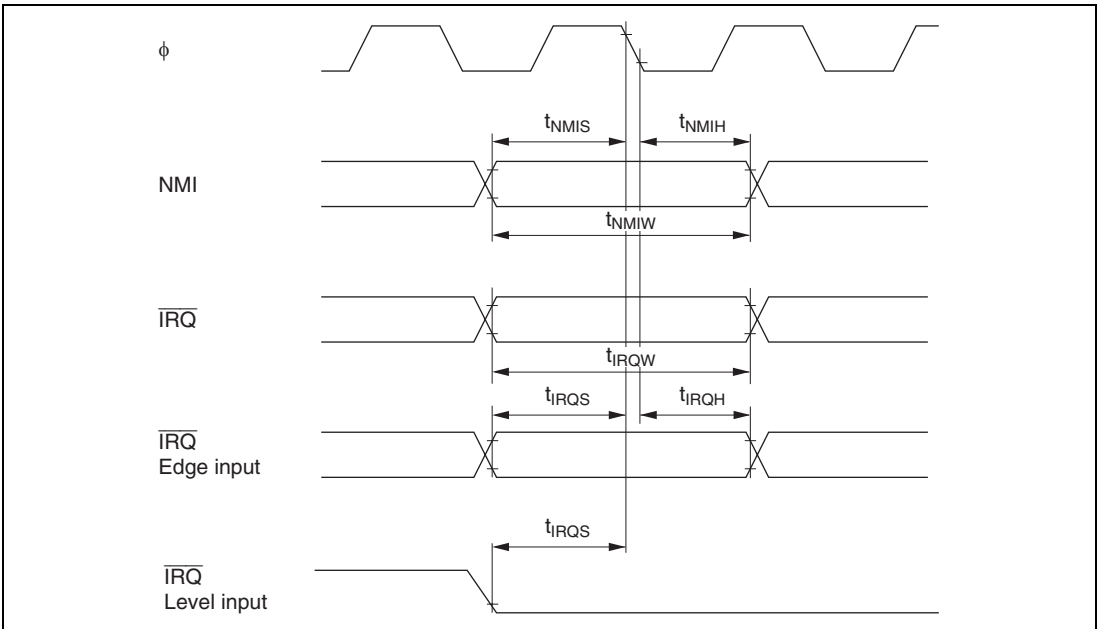 ϕ
tNMIS tNMIH
NMI
tNMIW
IRQ
tIRQW
tIRQS tIRQH
IRQ
Edge input
tIRQS
IRQ
Level input